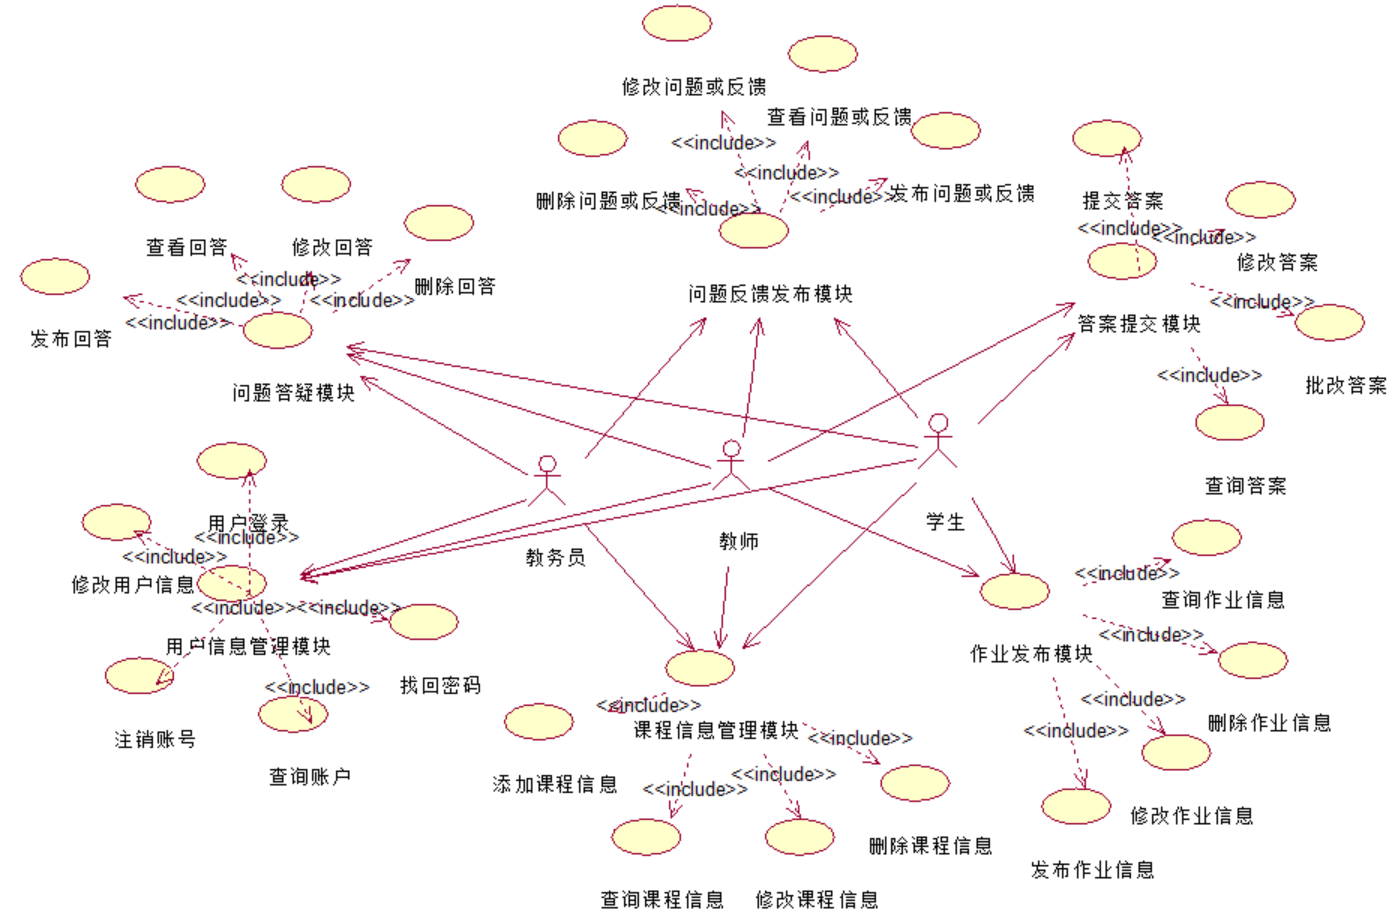 修改问题或反馈
查看问题或反馈
<<include>>
<<include>>
删除问题或反馈
<<include>>
<<include>>
发布问题或反馈
问题反馈发布模块
提交答案
<<include>>
<<include>>
修改答案
<<include>>
答案提交模块
<<include>>
批改答案
查询答案
查看回答
修改回答
<<include>>
删除回答
<<include>>
<<include>>
<<include>>
发布回答
问题答疑模块
用户登录
<<include>>
<<include>>
修改用户信息
<<include>>
<<include>>
用户信息管理模块
找回密码
<<include>>
注销账号
查询账户
教务员
教师
学生
<<include>>
查询作业信息
<<include>>
作业发布模块
<<include>>
删除作业信息
<<include>>
修改作业信息
发布作业信息
<<include>>
课程信息管理模块
<<include>>
添加课程信息
<<include>>
<<include>>
删除课程信息
查询课程信息
修改课程信息